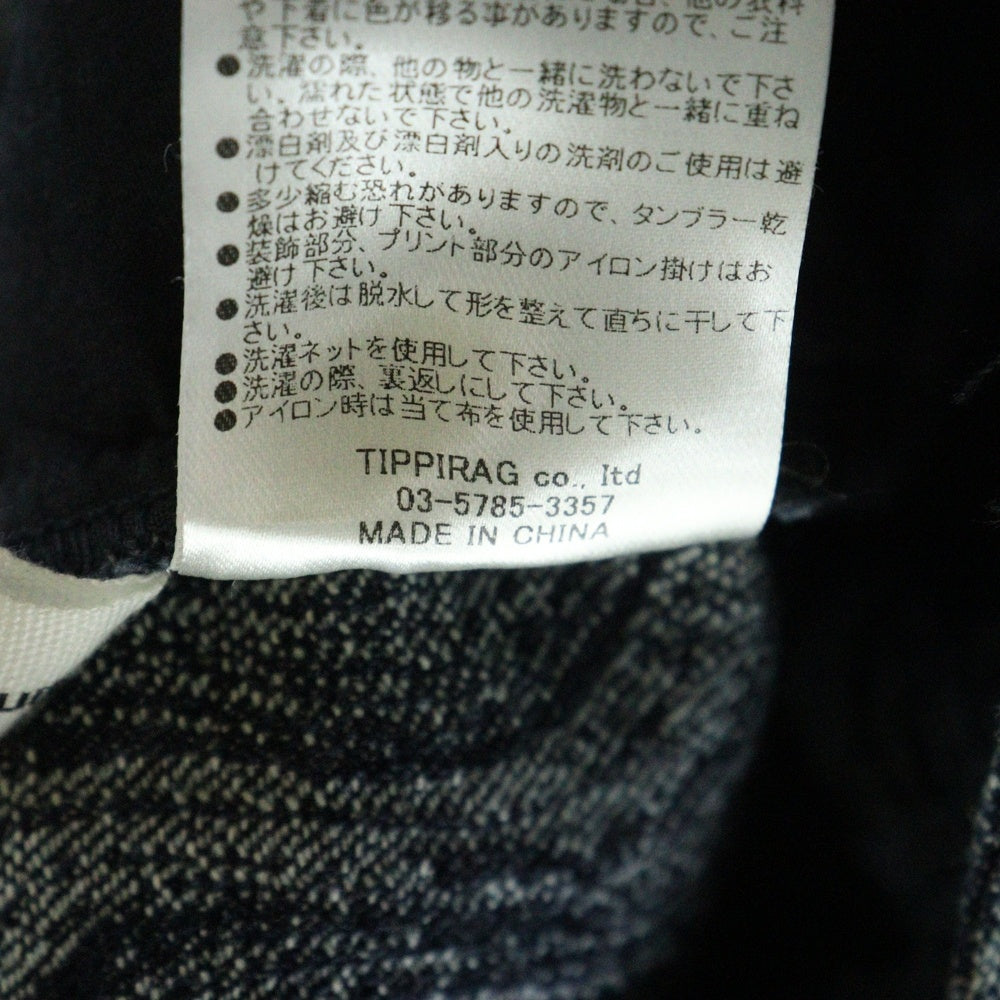 や下着に色が移る事がありますので、ご注
意下さい。
●洗濯の際、他の物と一緒に洗わないで下さ
い。濡れた状態で他の洗濯物と一緒に重ね
合わせないで下さい。
●漂白剤及び漂白剤入りの洗剤のご使用は避
けてください。
●多少縮む恐れがありますので、タンブラー乾
燥はお避け下さい。
●装飾部分、プリント部分のアイロン掛けはお
避け下さい。
●洗濯後は脱水して形を整えて直ちに干して下
さい。
●洗濯ネットを使用して下さい。
●洗濯の際、裏返しにして下さい。
●アイロン時は当て布を使用して下さい。
TIPPIRAG co., ltd
03-5785-3357
MADE IN CHINA